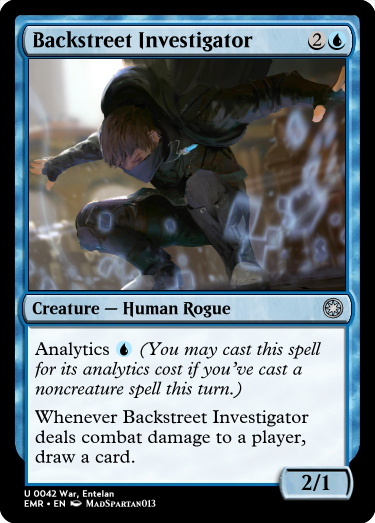 Backstreet Investigator 2
Creature — Human Rogue
Analytics (You may cast this spell
for its analytics cost if you've cast a
noncreature spell this turn.)
Whenever Backstreet Investigator
deals combat damage to a player,
draw a card.
2/1
U 0042 War, Entelan
EMR • EN MadSpartan013